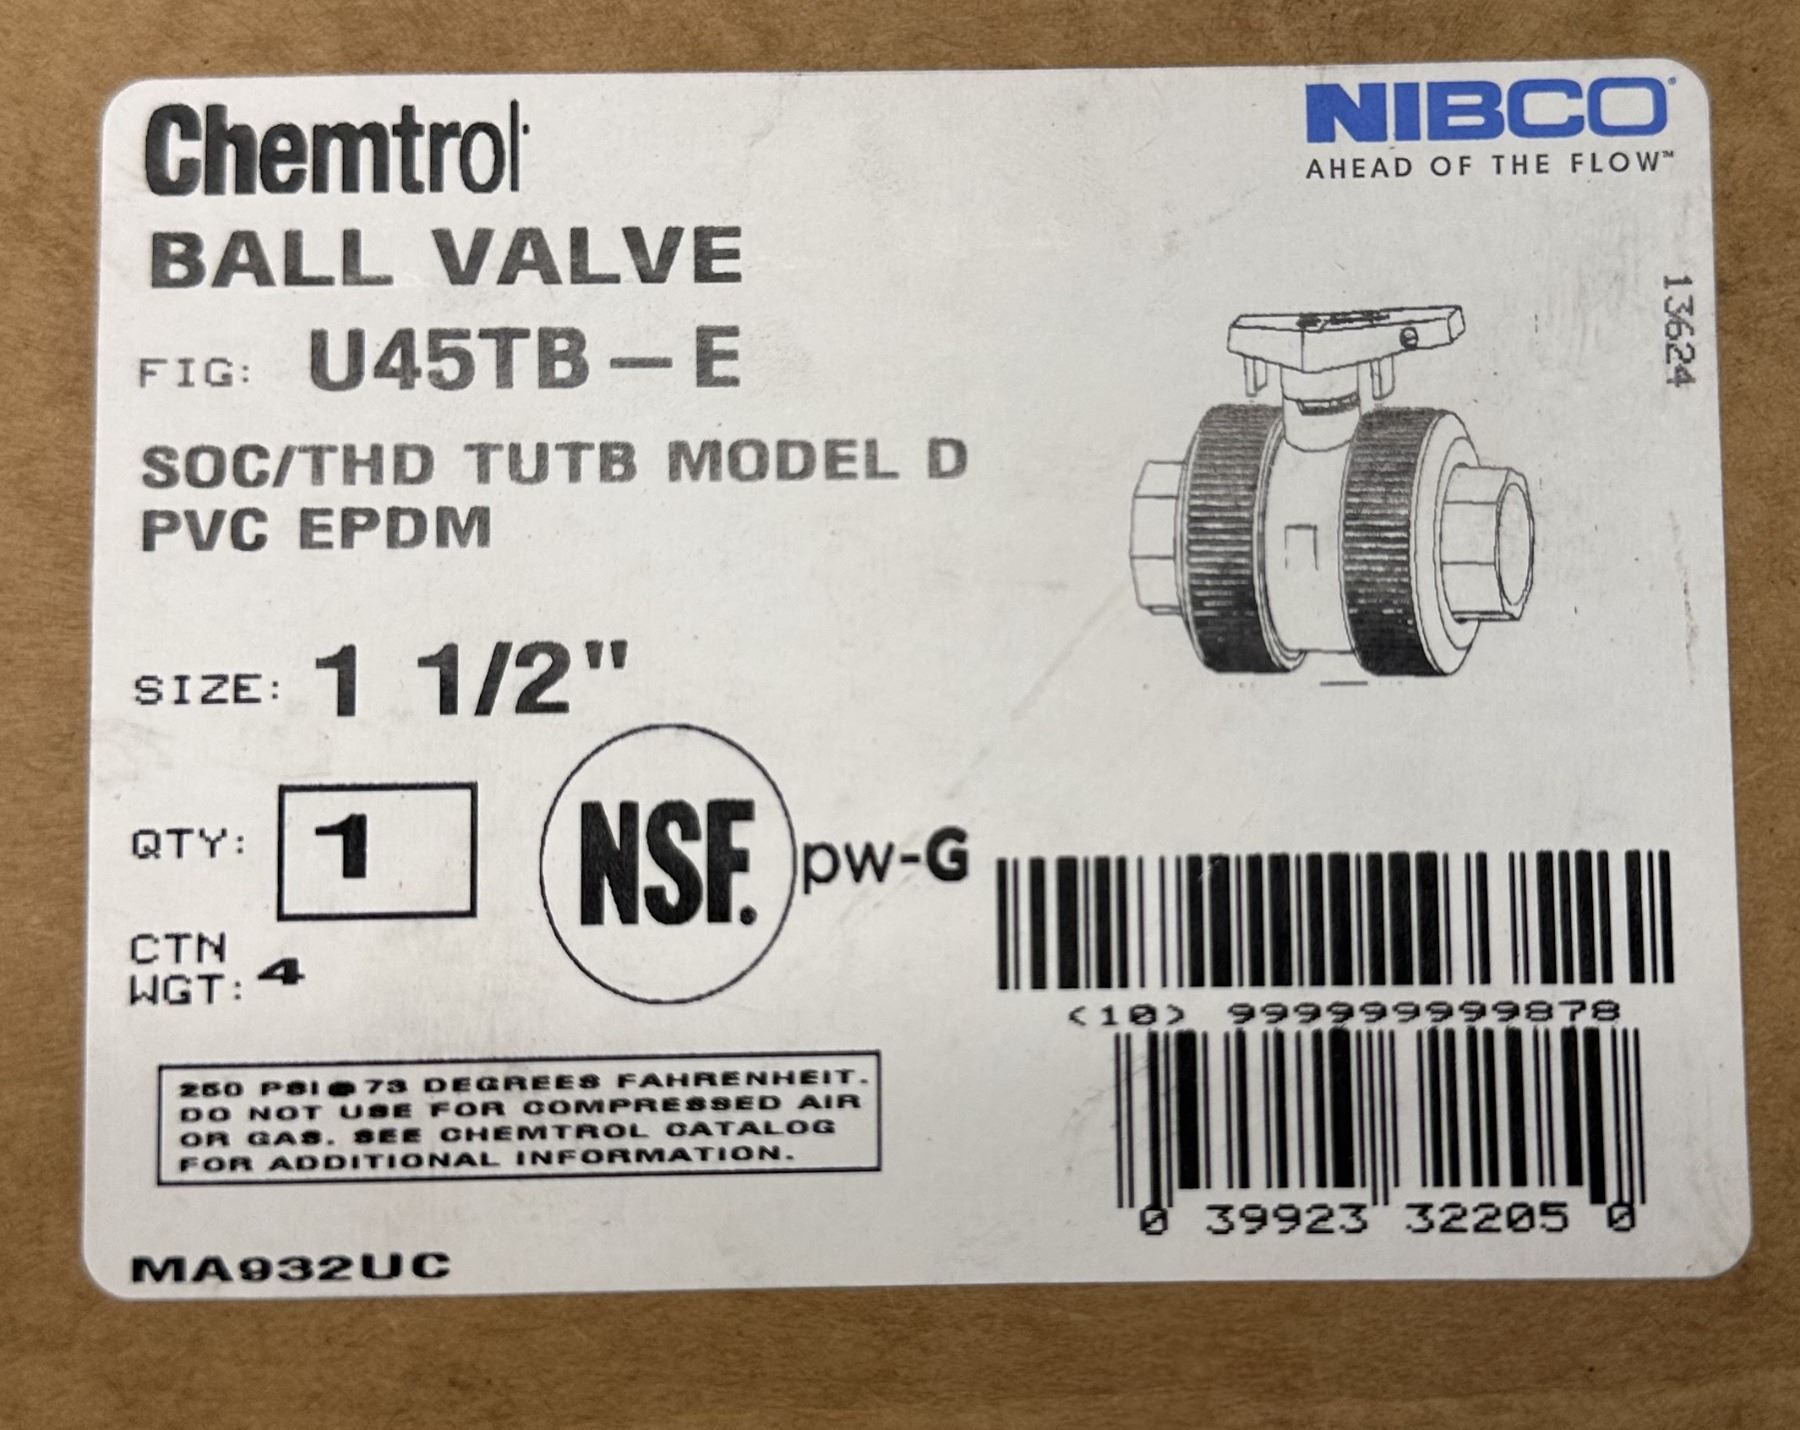 Chemtrol
NIBCO
AHEAD OF THE FLOW™
BALL VALVE
FIG: U45TB-E
13624
SOC/THD TUTB MODEL D
PVC EPDM
SIZE: 1 1/2"
QTY: 1
NSF. pw-G
CTN
WGT: 4
(10) 999999999878
250 PSI @ 73 DEGREES FAHRENHEIT.
DO NOT USE FOR COMPRESSED AIR
OR GAS. SEE CHEMTROL CATALOG
FOR ADDITIONAL INFORMATION.
0 39923 32205 0
MA932UC